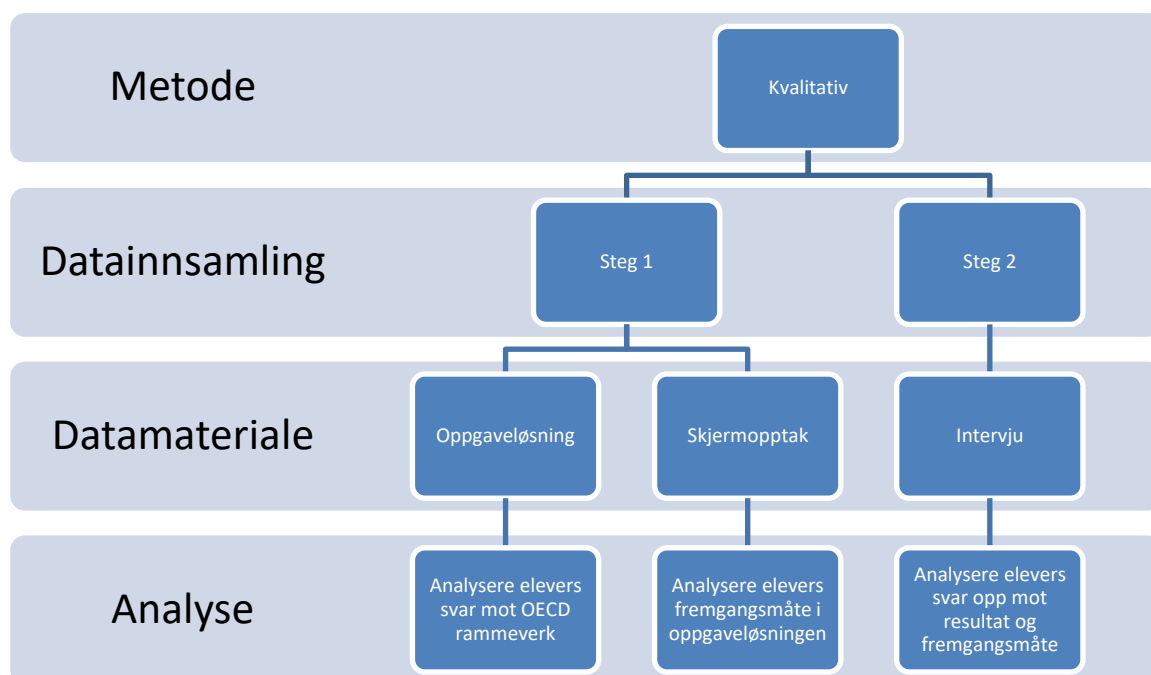 Metode
Kvalitativ
Datainnsamling
Steg 1
Steg 2
Datamateriale
Oppgaveløsning
Skjermopptak
Intervju
Analyse
Analysere elevers
svar mot OECD
rammeverk
Analysere elevers
fremgangsmåte i
oppgaveløsningen
Analysere elevers
svar opp mot
resultat og
fremgangsmåte